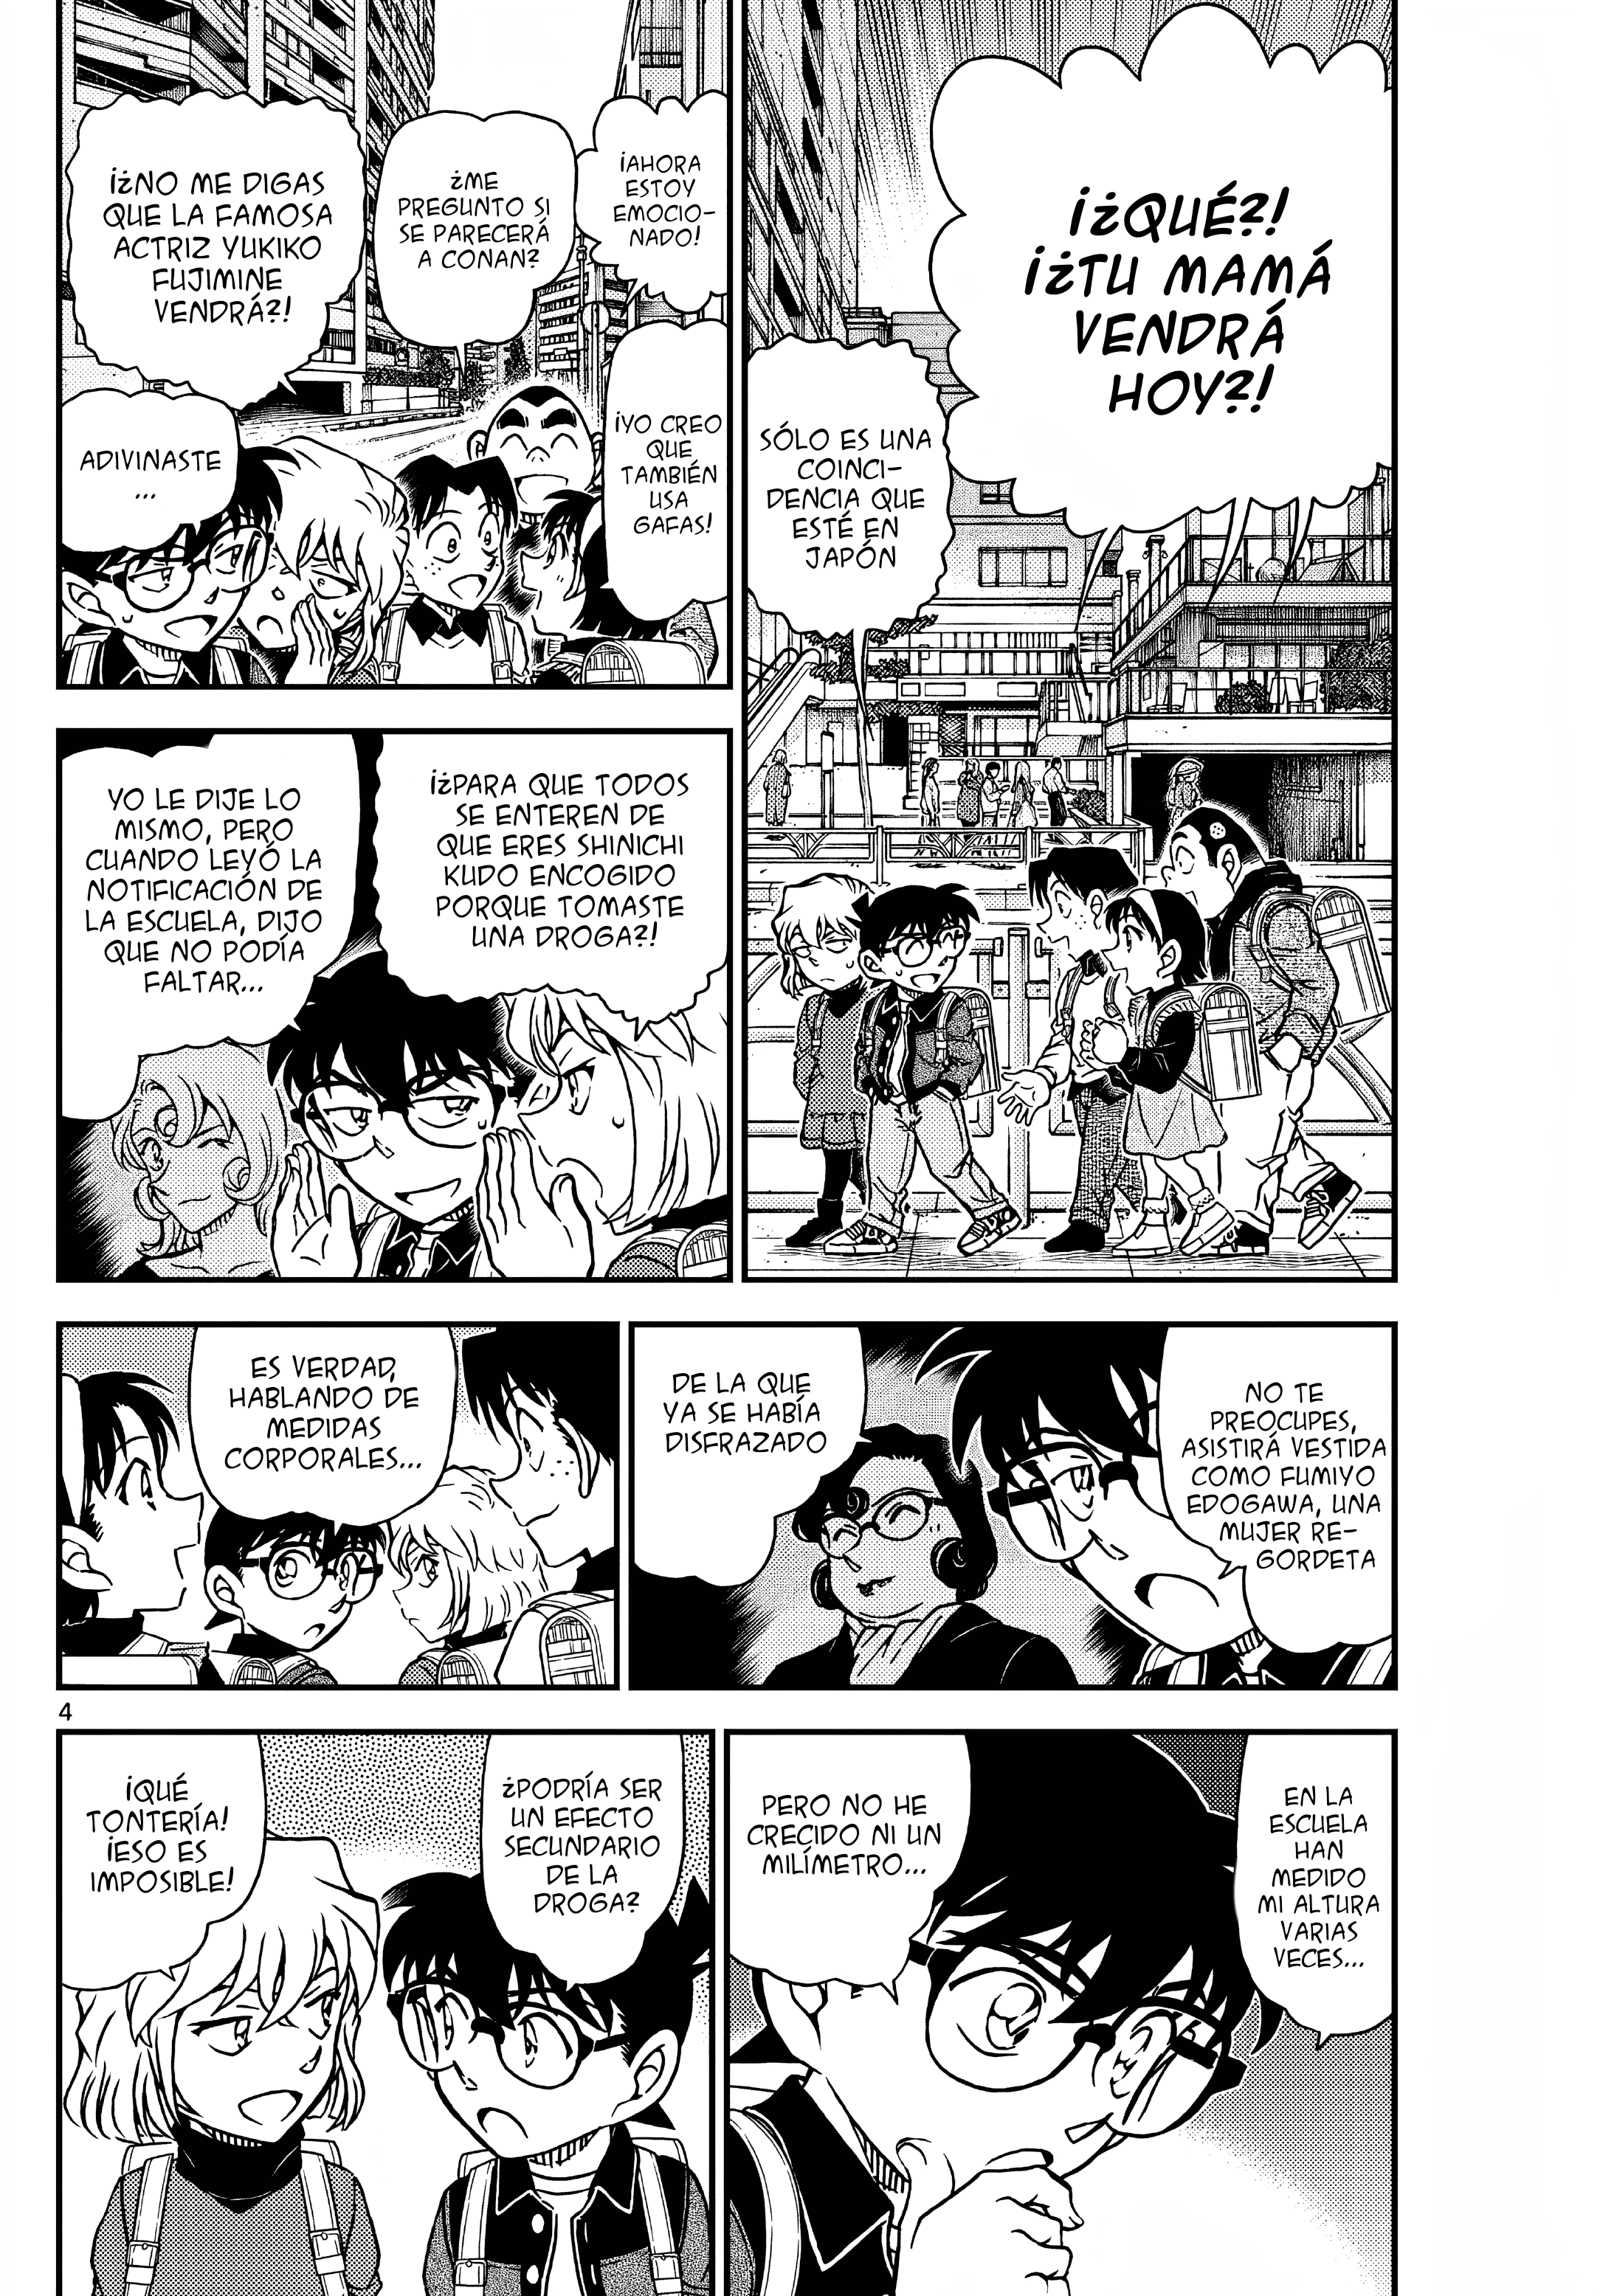 ¡¿QUÉ?!
¡¿TU MAMÁ
VENDRÁ
HOY?!
SÓLO ES UNA
COINCI-
DENCIA QUE
ESTÉ EN
JAPÓN
¡AHORA
ESTOY
EMOCIO-
NADO!
¿ME
PREGUNTO SI
SE PARECERÁ
A CONAN?
¡YO CREO
QUE
TAMBIÉN
USA
GAFAS!
¡¿NO ME DIGAS
QUE LA FAMOSA
ACTRIZ YUKIKO
FUJIMINE
VENDRÁ?!
ADIVINASTE
...
¡¿PARA QUE TODOS
SE ENTEREN DE
QUE ERES SHINICHI
KUDO ENCOGIDO
PORQUE TOMASTE
UNA DROGA?!
YO LE DIJE LO
MISMO, PERO
CUANDO LEYÓ LA
NOTIFICACIÓN DE
LA ESCUELA, DIJO
QUE NO PODÍA
FALTAR...
NO TE
PREOCUPES,
ASISTIRÁ VESTIDA
COMO FUMIYO
EDOGAWA, UNA
MUJER RE-
GORDETA
DE LA QUE
YA SE HABÍA
DISFRAZADO
ES VERDAD,
HABLANDO DE
MEDIDAS
CORPORALES...
4
EN LA
ESCUELA
HAN
MEDIDO
MI ALTURA
VARIAS
VECES...
PERO NO HE
CRECIDO NI UN
MILÍMETRO...
¿PODRÍA SER
UN EFECTO
SECUNDARIO
DE LA
DROGA?
¡QUÉ
TONTERÍA!
¡ESO ES
IMPOSIBLE!